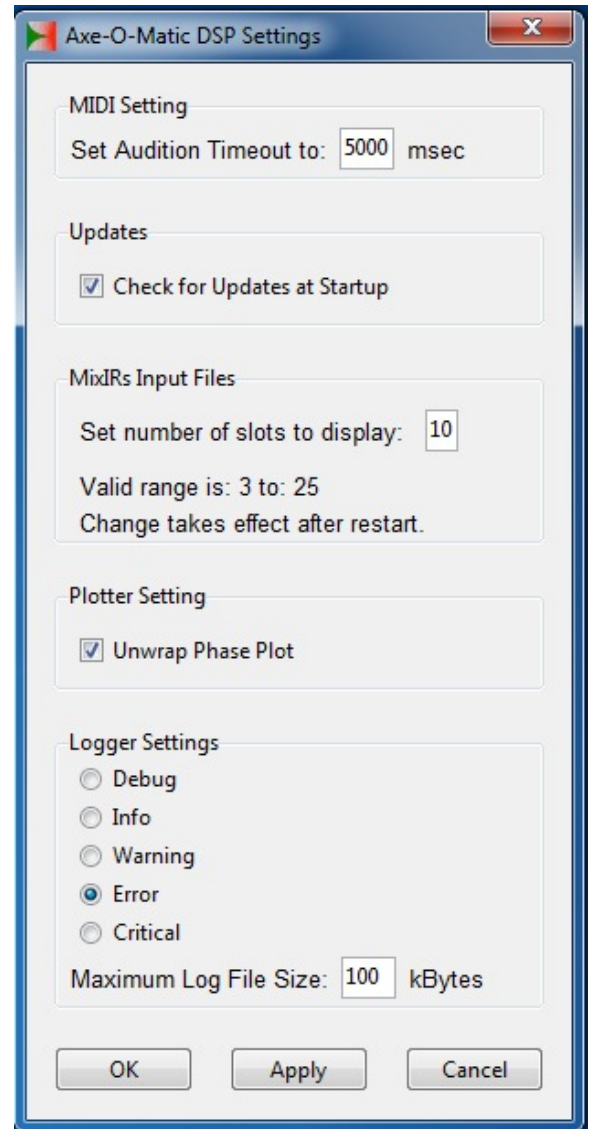 Axe-O-Matic DSP Settings
MIDI Setting
Set Audition Timeout to: 5000 msec
Updates
Check for Updates at Startup
MixIRs Input Files
Set number of slots to display: 10
Valid range is: 3 to: 25
Change takes effect after restart.
Plotter Setting
Unwrap Phase Plot
Logger Settings
Debug
Info
Warning
Error
Critical
Maximum Log File Size: 100 kBytes
OK Apply Cancel